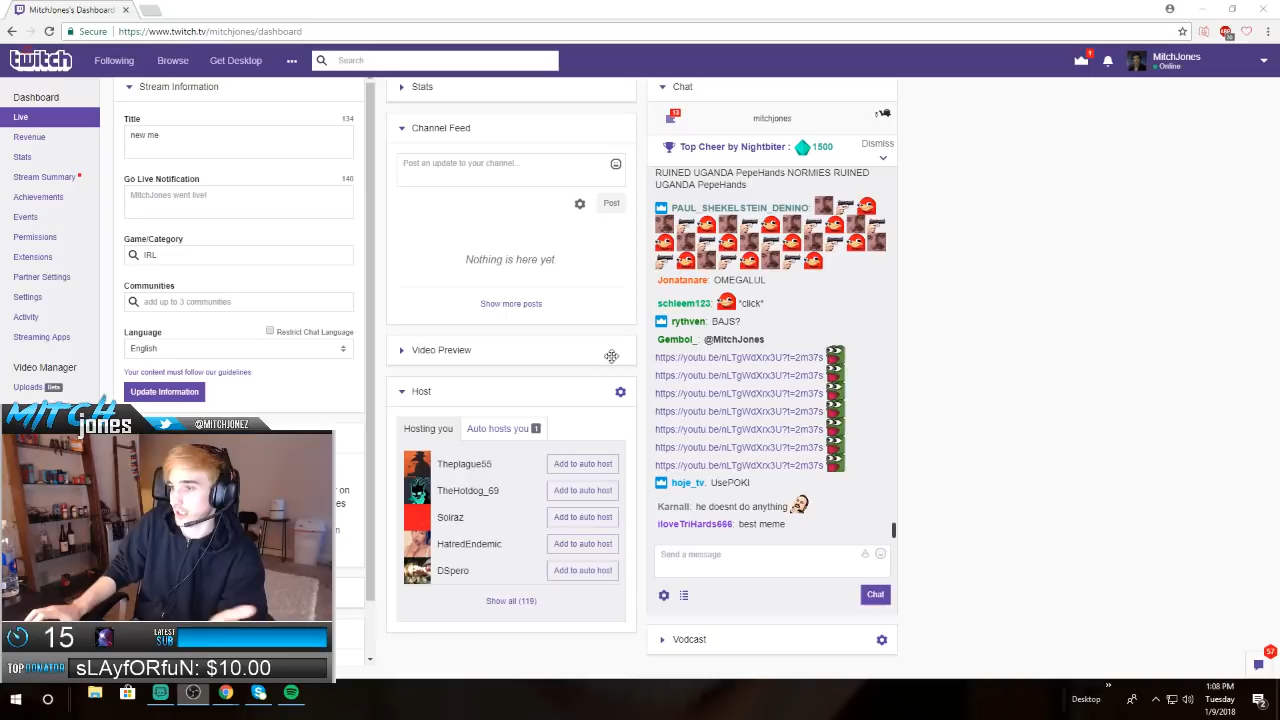 MitchJones's Dashboard
Secure
https://www.twitch.tv/mitchjones/dashboard
twitch
Following
Browse
Get Desktop
Search
1
MitchJones
Online
Dashboard
Live
Revenue
Stats
Stream Summary
Achievements
Events
Permissions
Extensions
Partner Settings
Settings
Activity
Streaming Apps
Video Manager
Uploads Beta
Stream Information
Title
134
new me
Go Live Notification
140
MitchJones went live!
Game/Category
IRL
Communities
add up to 3 communities
Language
Restrict Chat Language
English
Your content must follow our guidelines
Update Information
Stats
Channel Feed
Post an update to your channel...
Post
Nothing is here yet.
Show more posts
Video Preview
Host
Hosting you
Auto hosts you 1
Theplague55
Add to auto host
TheHotdog_69
Add to auto host
Soiraz
Add to auto host
HatredEndemic
Add to auto host
DSpero
Add to auto host
Show all (119)
Chat
13
mitchjones
Top Cheer by Nightbiter : 1500
Dismiss
RUINED UGANDA PepeHands NORMIES RUINED
UGANDA PepeHands
PAUL_SHEKELSTEIN_DENINO:
Jonatanare: OMEGALUL
schleem123: *click*
rythven: BAJS?
Gembol_: @MitchJones
https://youtu.be/nLTgWdXrx3U?t=2m37s
https://youtu.be/nLTgWdXrx3U?t=2m37s
https://youtu.be/nLTgWdXrx3U?t=2m37s
https://youtu.be/nLTgWdXrx3U?t=2m37s
https://youtu.be/nLTgWdXrx3U?t=2m37s
https://youtu.be/nLTgWdXrx3U?t=2m37s
https://youtu.be/nLTgWdXrx3U?t=2m37s
hoje_tv: UsePOKI
Karnall: he doesnt do anything
iloveTriHards666: best meme
Send a message
Chat
Vodcast
57
MITCH
jones
@MITCHJONEZ
on
es
n
15
LATEST
SUB
TOP DONATOR
sLAyfORfuN: $10.00
Desktop
1:08 PM
Tuesday
1/9/2018
2